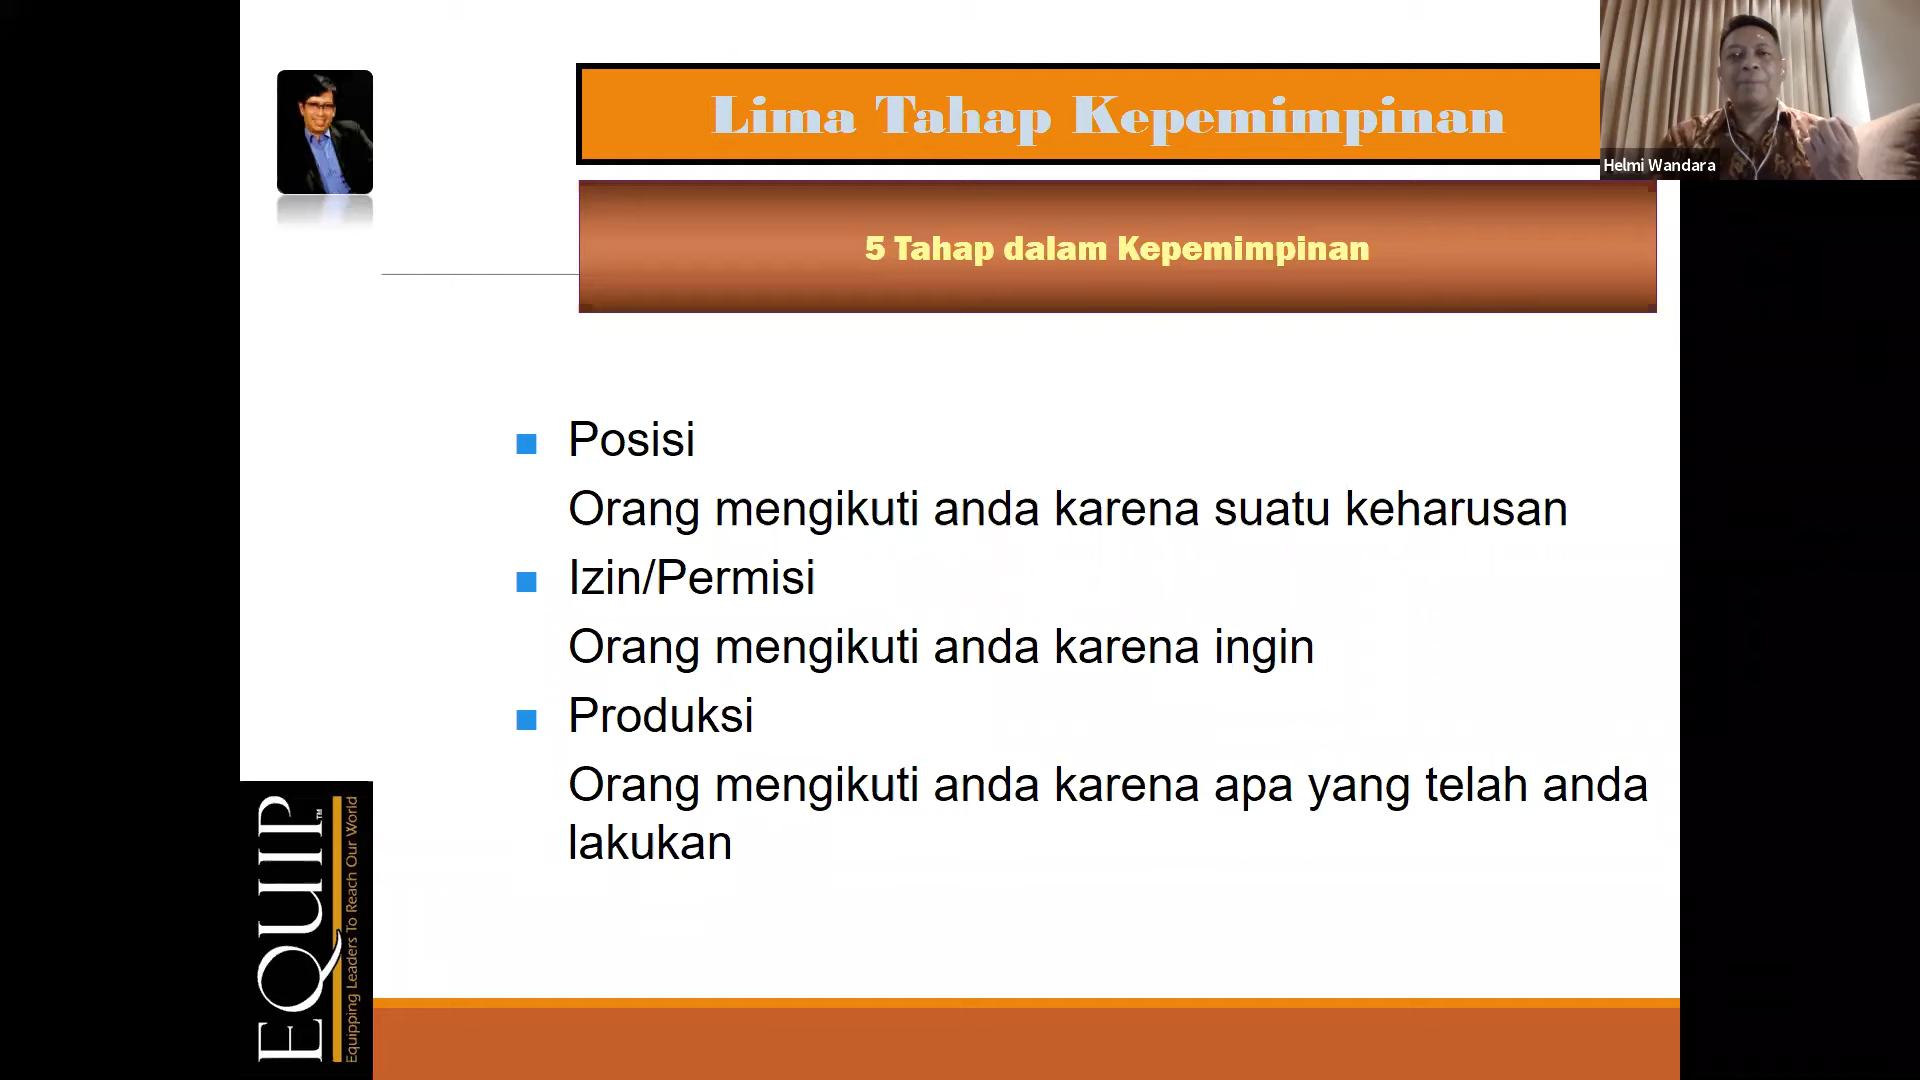 Lima Tahap Kepemimpinan
Helmi Wandara
5 Tahap dalam Kepemimpinan
Posisi
Orang mengikuti anda karena suatu keharusan
Izin/Permisi
Orang mengikuti anda karena ingin
Produksi
Orang mengikuti anda karena apa yang telah anda
lakukan
EQUIP™
Equipping Leaders To Reach Our World